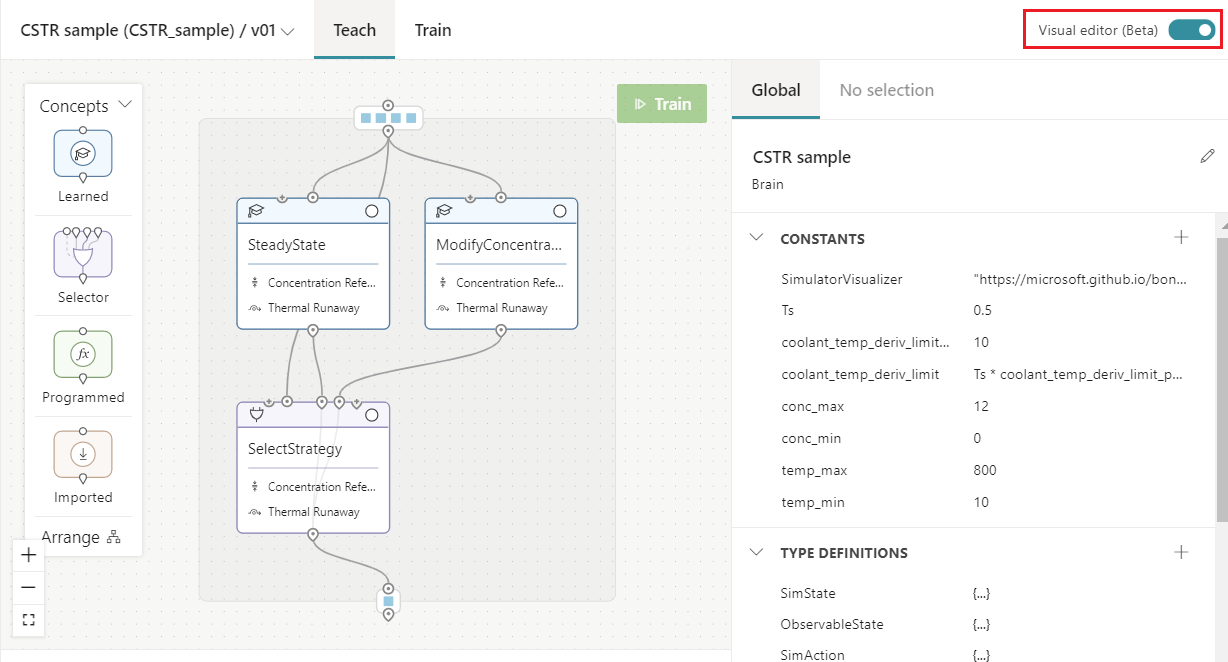 CSTR sample (CSTR_sample) / v01
Teach
Train
Visual editor (Beta)
Concepts
Learned
Selector
fx
Programmed
Imported
Arrange
Train
SteadyState
Concentration Refe...
Thermal Runaway
ModifyConcentra...
Concentration Refe...
Thermal Runaway
SelectStrategy
Concentration Refe...
Thermal Runaway
Global
No selection
CSTR sample
Brain
CONSTANTS
SimulatorVisualizer "https://microsoft.github.io/bon...
Ts 0.5
coolant_temp_deriv_limit... 10
coolant_temp_deriv_limit Ts * coolant_temp_deriv_limit_p...
conc_max 12
conc_min 0
temp_max 800
temp_min 10
TYPE DEFINITIONS
SimState {...}
ObservableState {...}
SimAction {...}